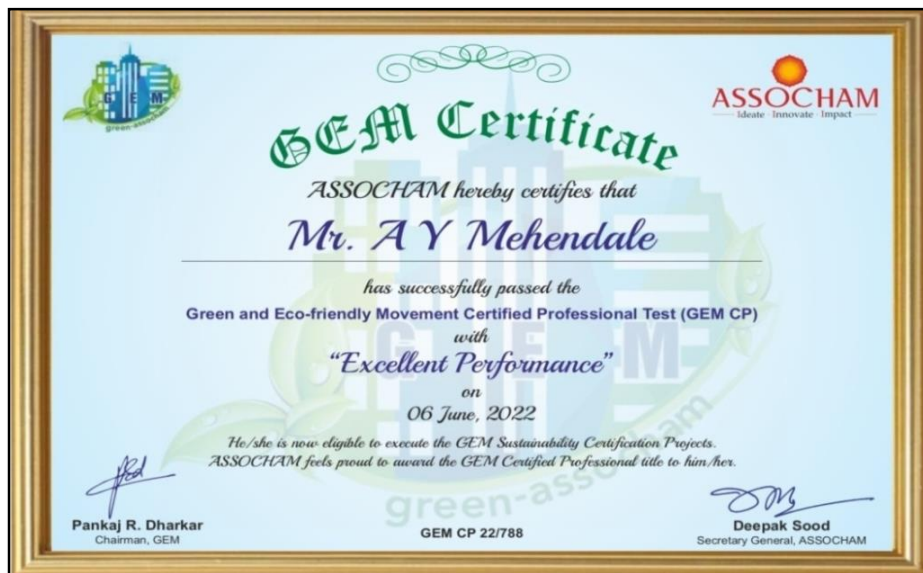 G E M
green-assocham
ASSOCHAM
Ideate Innovate Impact
GEM Certificate
ASSOCHAM hereby certifies that
Mr. A Y Mehendale
has successfully passed the
Green and Eco-friendly Movement Certified Professional Test (GEM CP)
with
“Excellent Performance”
on
06 June, 2022
He/she is now eligible to execute the GEM Sustainability Certification Projects.
ASSOCHAM feels proud to award the GEM Certified Professional title to him/her.
G E M
green-assocham
Pankaj R. Dharkar
Chairman, GEM
GEM CP 22/788
Deepak Sood
Secretary General, ASSOCHAM